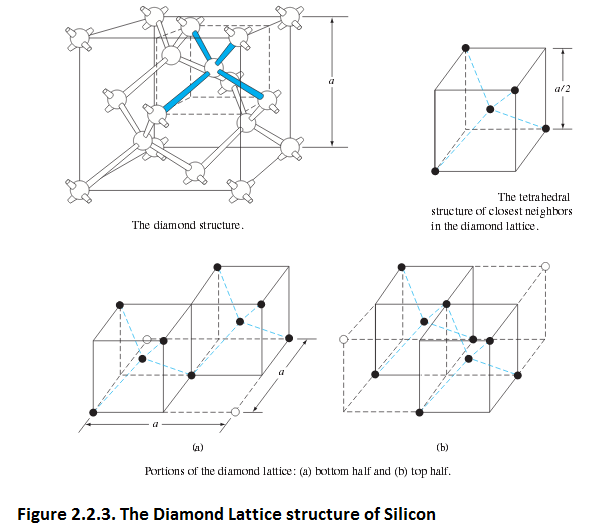 a
a/2
The diamond structure.
The tetrahedral
structure of closest neighbors
in the diamond lattice.
a
a
(a)
(b)
Portions of the diamond lattice: (a) bottom half and (b) top half.
Figure 2.2.3. The Diamond Lattice structure of Silicon